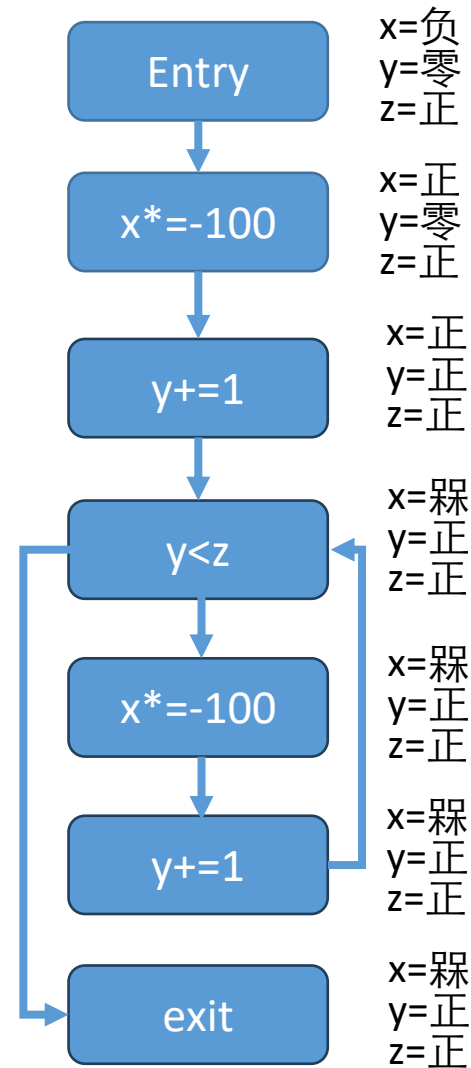 Entry
x=负
y=零
z=正
x*=-100
x=正
y=零
z=正
y+=1
x=正
y=正
z=正
y<z
x=槑
y=正
z=正
x*=-100
x=槑
y=正
z=正
y+=1
x=槑
y=正
z=正
exit
x=槑
y=正
z=正